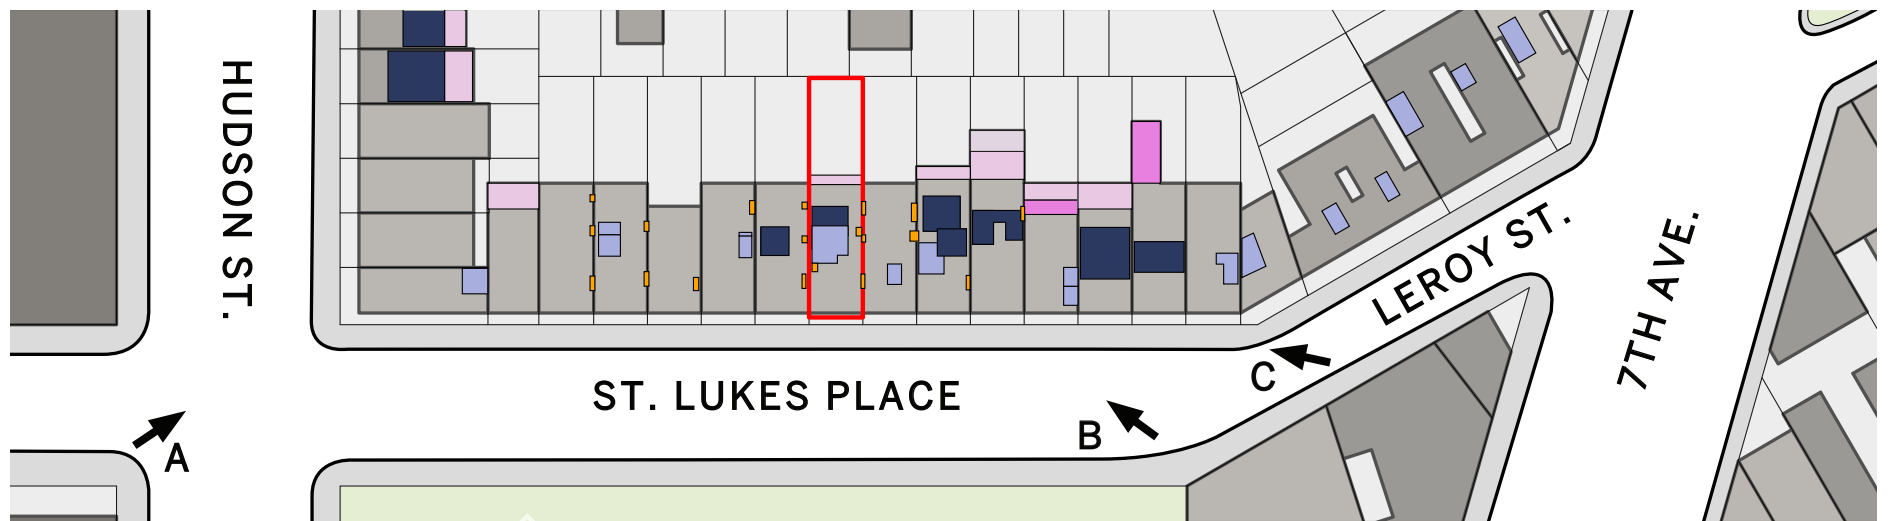 HUDSON ST.
ST. LUKES PLACE
LEROY ST.
7TH AVE.
A
B
C